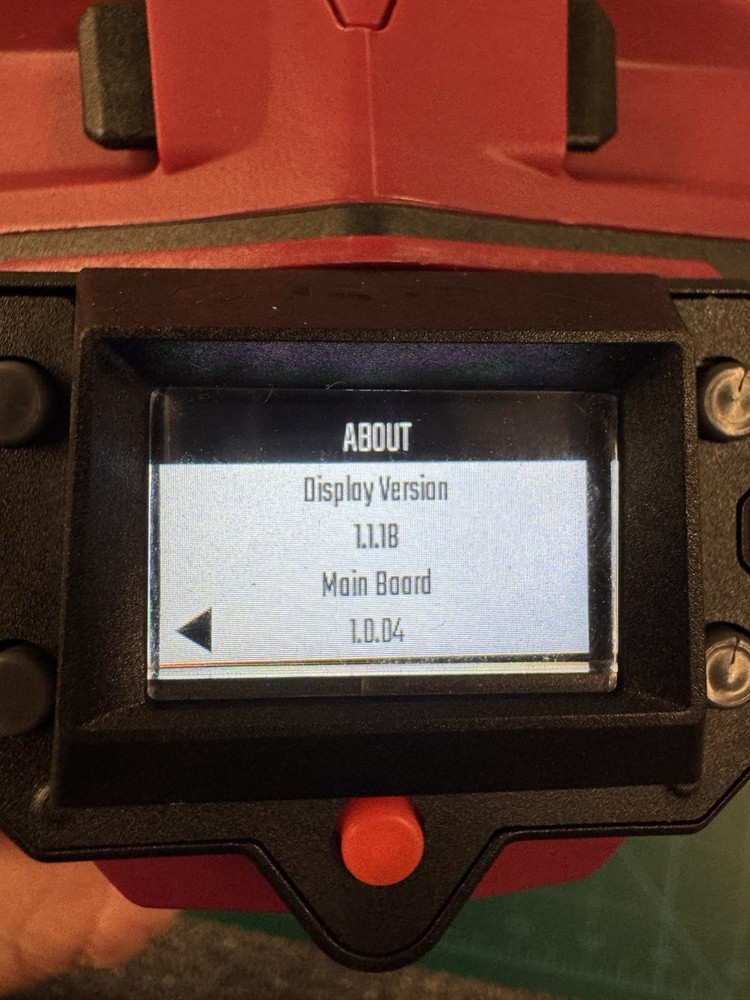 ABOUT
Display Version
1.1.1B
Main Board
1.0.04